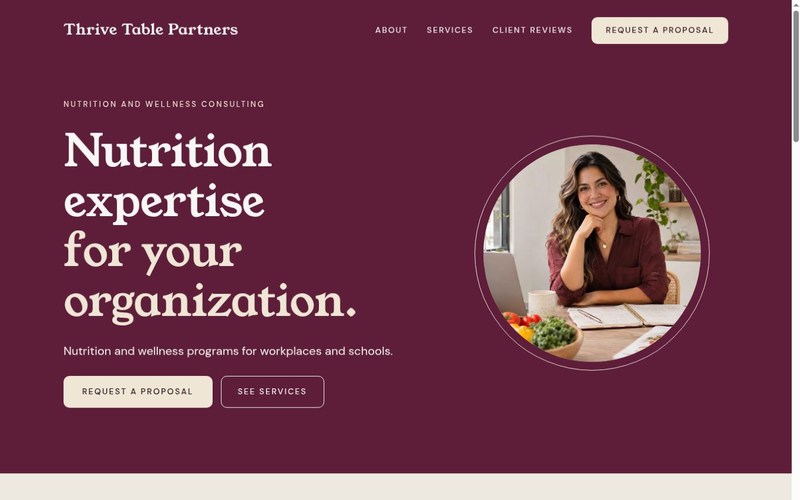 Thrive Table Partners
ABOUT
SERVICES
CLIENT REVIEWS
REQUEST A PROPOSAL
NUTRITION AND WELLNESS CONSULTING
Nutrition
expertise
for your
organization.
Nutrition and wellness programs for workplaces and schools.
REQUEST A PROPOSAL
SEE SERVICES